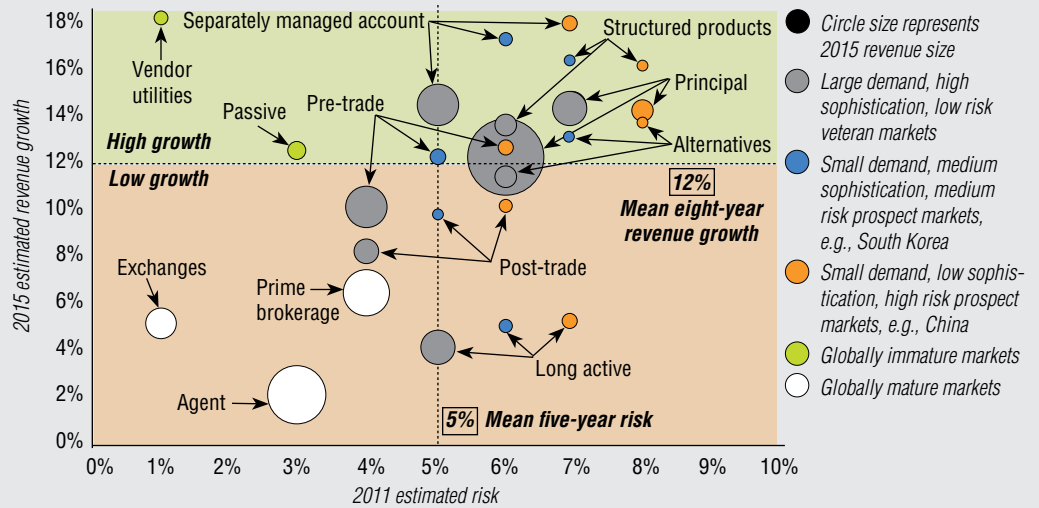 18%
16%
14%
12%
10%
8%
6%
4%
2%
0%
2015 estimated revenue growth
0%
1%
2%
3%
4%
5%
6%
7%
8%
9%
10%
2011 estimated risk
Separately managed account
Structured products
Vendor
utilities
Passive
Pre-trade
Principal
Alternatives
High growth
Low growth
12%
Mean eight-year
revenue growth
Exchanges
Prime
brokerage
Post-trade
Long active
Agent
5% Mean five-year risk
Circle size represents
2015 revenue size
Large demand, high
sophistication, low risk
veteran markets
Small demand, medium
sophistication, medium
risk prospect markets,
e.g., South Korea
Small demand, low sophis-
tication, high risk prospect
markets, e.g., China
Globally immature markets
Globally mature markets